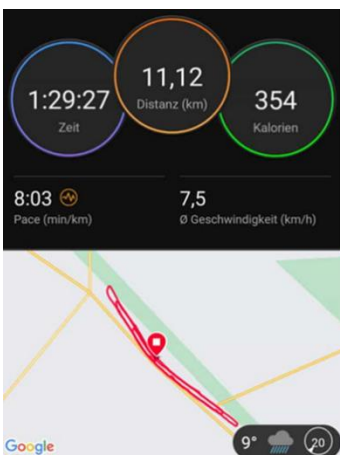 11,12
Distanz (km)
1:29:27
Zeit
354
Kalorien
8:03
Pace (min/km)
7,5
Ø Geschwindigkeit (km/h)
Google
9°
20